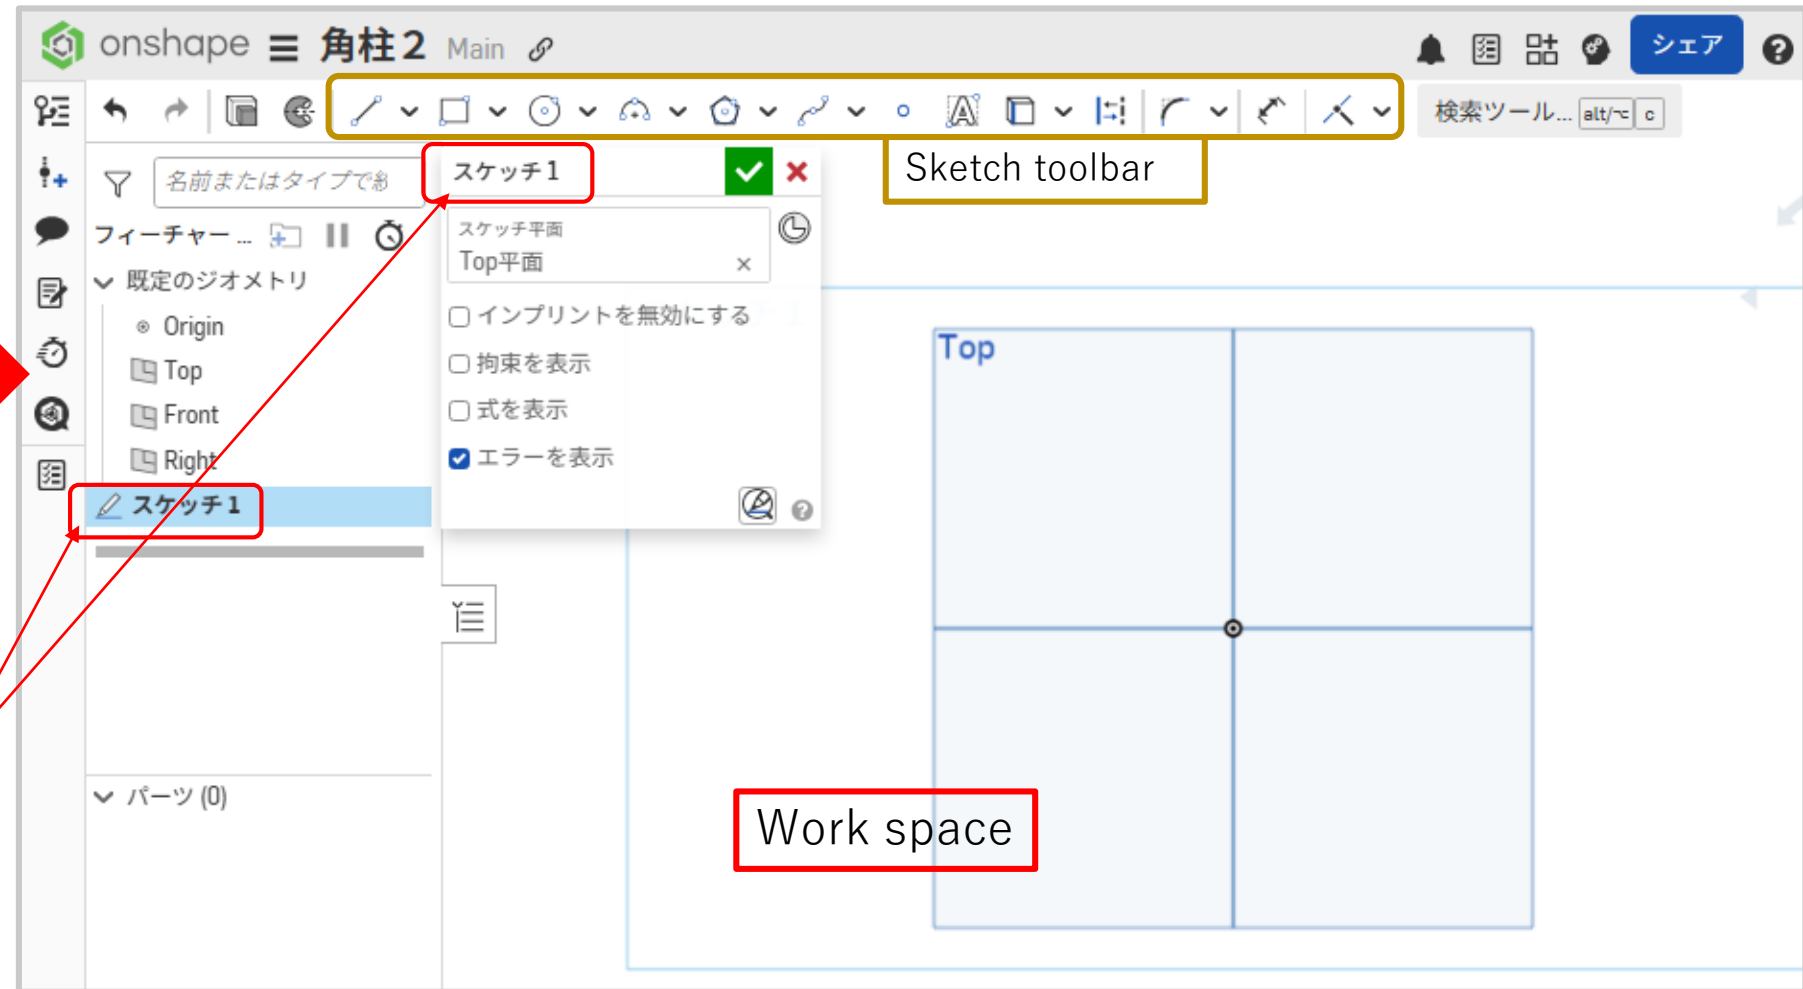 onshape 角柱２ Main
シェア
検索ツール... alt/⌥ c
Sketch toolbar
名前またはタイプで
フィーチャー ...
既定のジオメトリ
Origin
Top
Front
Right
スケッチ 1
パーツ (0)
スケッチ 1
スケッチ平面
Top平面
インプリントを無効にする
拘束を表示
式を表示
エラーを表示
Top
Work space